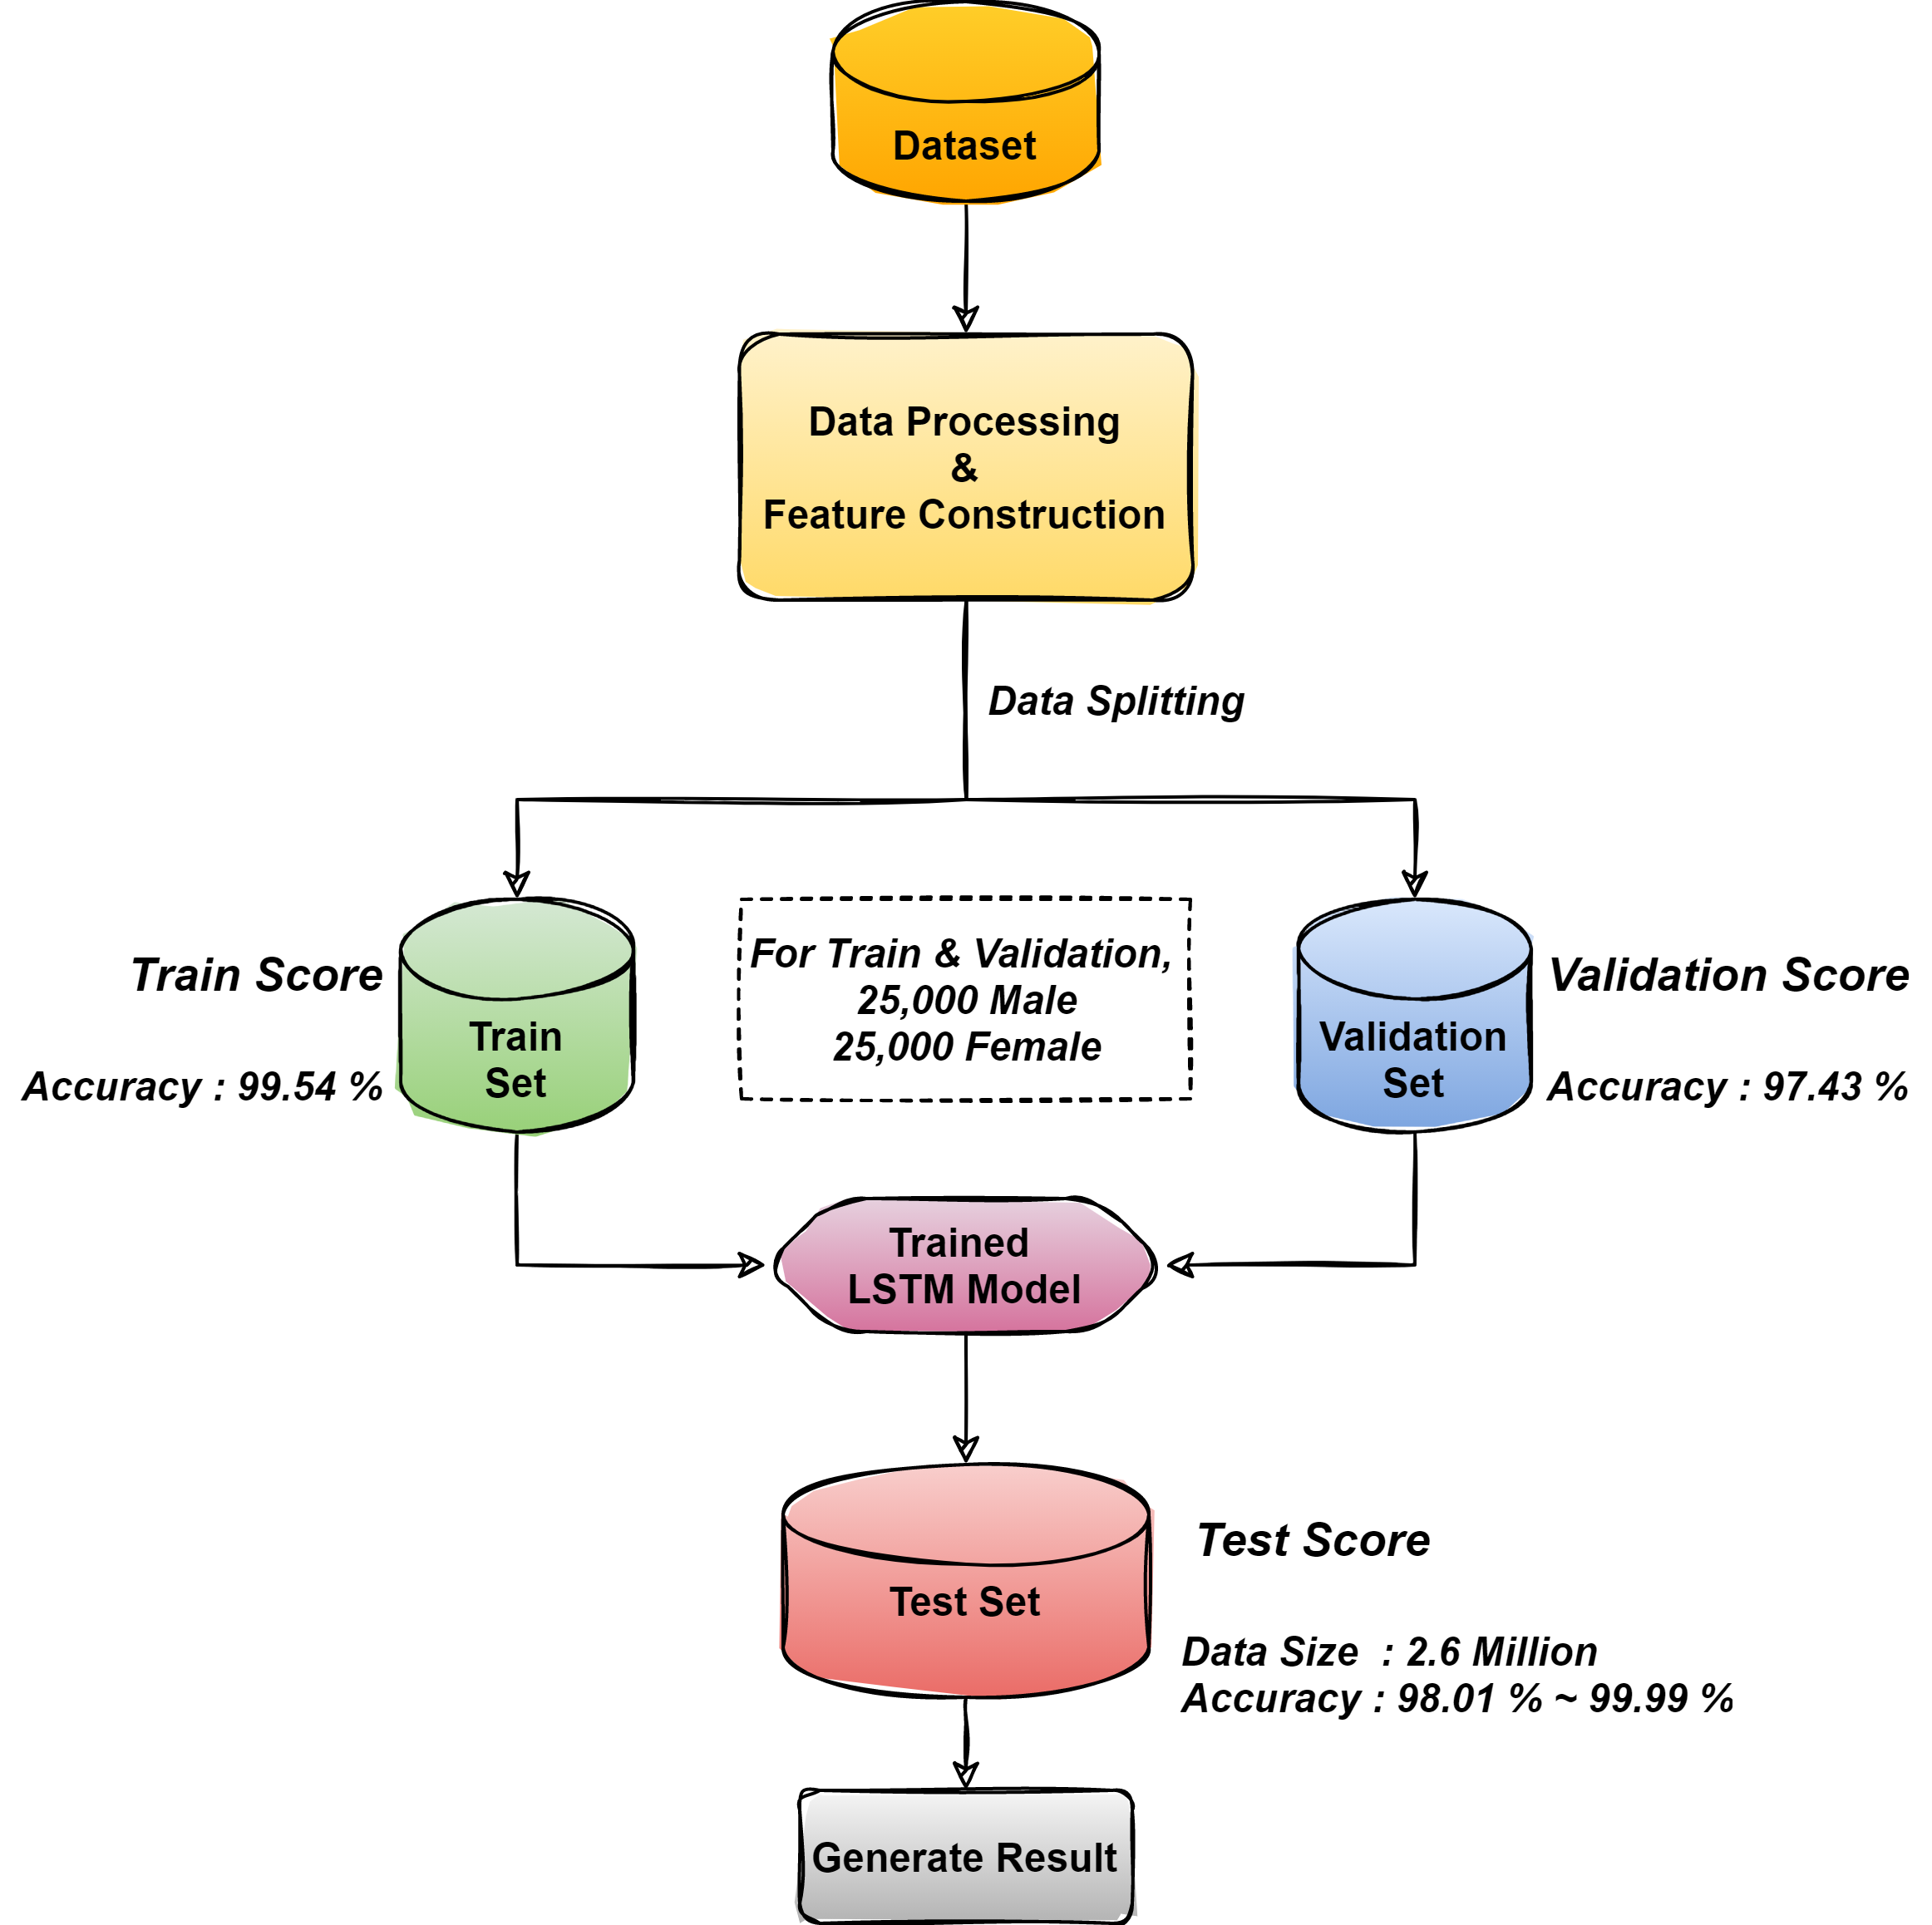 Dataset
Data Processing
&
Feature Construction
Data Splitting
Train Score
Accuracy : 99.54 %
Train
Set
For Train & Validation,
25,000 Male
25,000 Female
Validation
Set
Validation Score
Accuracy : 97.43 %
Trained
LSTM Model
Test Set
Test Score
Data Size : 2.6 Million
Accuracy : 98.01 % ~ 99.99 %
Generate Result